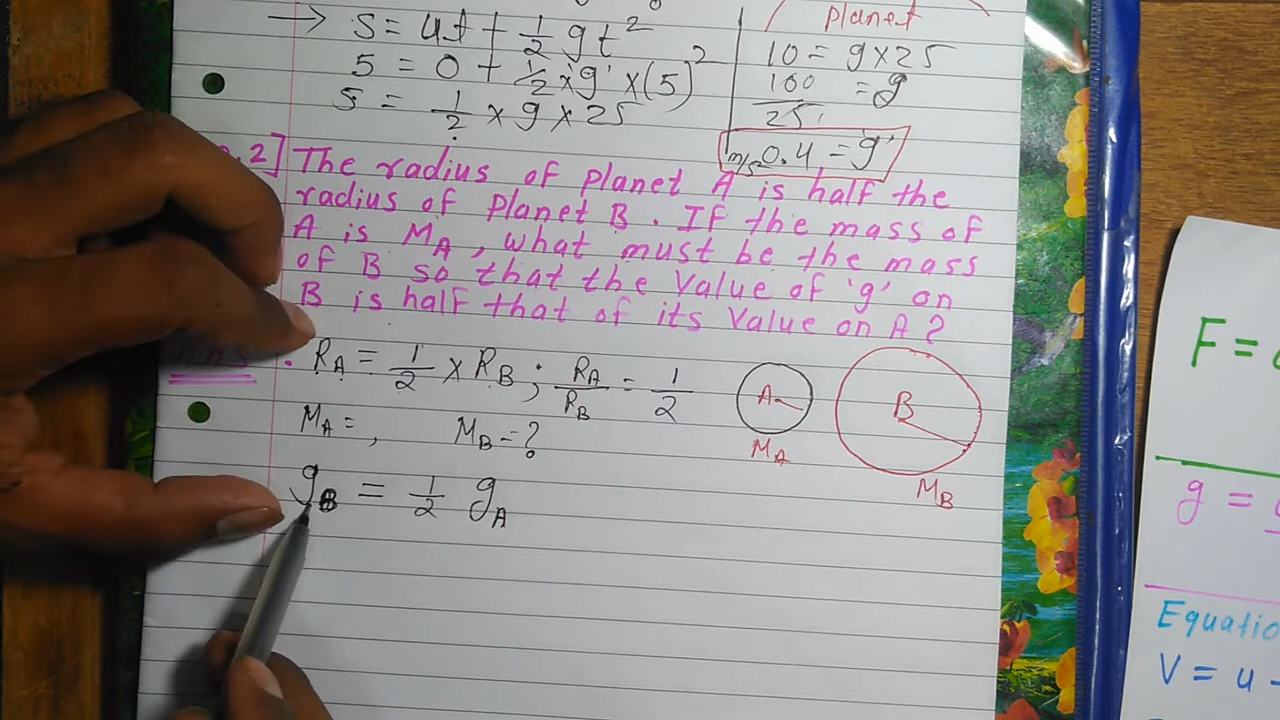 → S = ut + 1/2 gt²
5 = 0 + 1/2 × g × (5)²
5 = 1/2 × g × 25
planet
10 = g × 25
100/25 = g
m/s² 0.4 = g
.2] The radius of planet A is half the
radius of planet B. If the mass of
A is MA, what must be the mass
of B so that the Value of 'g' on
B is half that of its Value on A?
RA = 1/2 × RB ; RA/RB = 1/2
MA = , MB = ?
gB = 1/2 gA
A
MA
B
MB
F =
g =
Equatio
V = u -